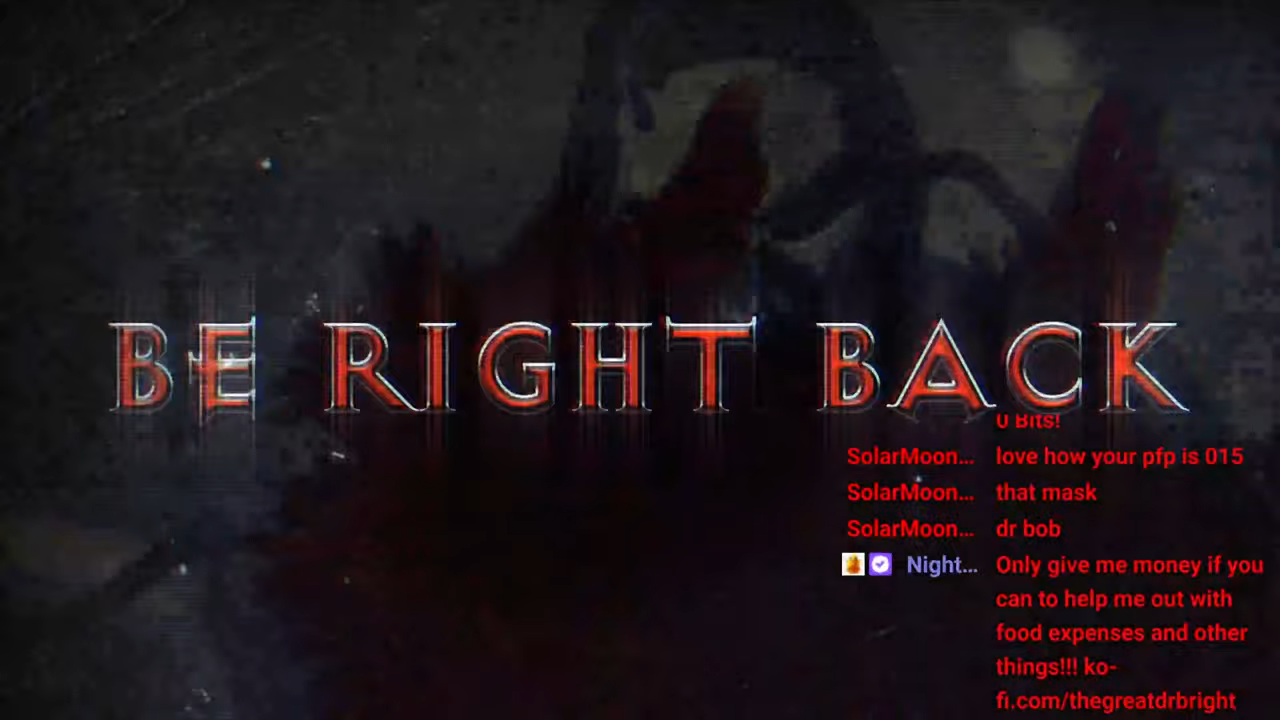 BE RIGHT BACK
0 Bits!
SolarMoon... love how your pfp is 015
SolarMoon... that mask
SolarMoon... dr bob
Night... Only give me money if you
can to help me out with
food expenses and other
things!!! ko-
fi.com/thegreatdrbright